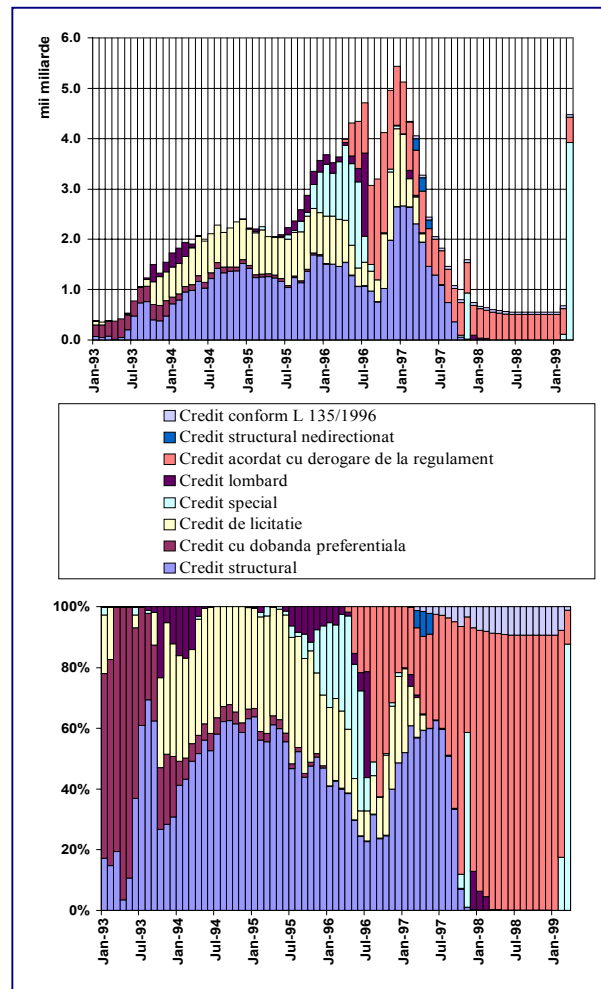 mii miliarde
6.0
5.0
4.0
3.0
2.0
1.0
0.0
Jan-93
Jul-93
Jan-94
Jul-94
Jan-95
Jul-95
Jan-96
Jul-96
Jan-97
Jul-97
Jan-98
Jul-98
Jan-99
Credit conform L 135/1996
Credit structural nedirectionat
Credit acordat cu derogare de la regulament
Credit lombard
Credit special
Credit de licitatie
Credit cu dobanda preferentiala
Credit structural
100%
80%
60%
40%
20%
0%
Jan-93
Jul-93
Jan-94
Jul-94
Jan-95
Jul-95
Jan-96
Jul-96
Jan-97
Jul-97
Jan-98
Jul-98
Jan-99